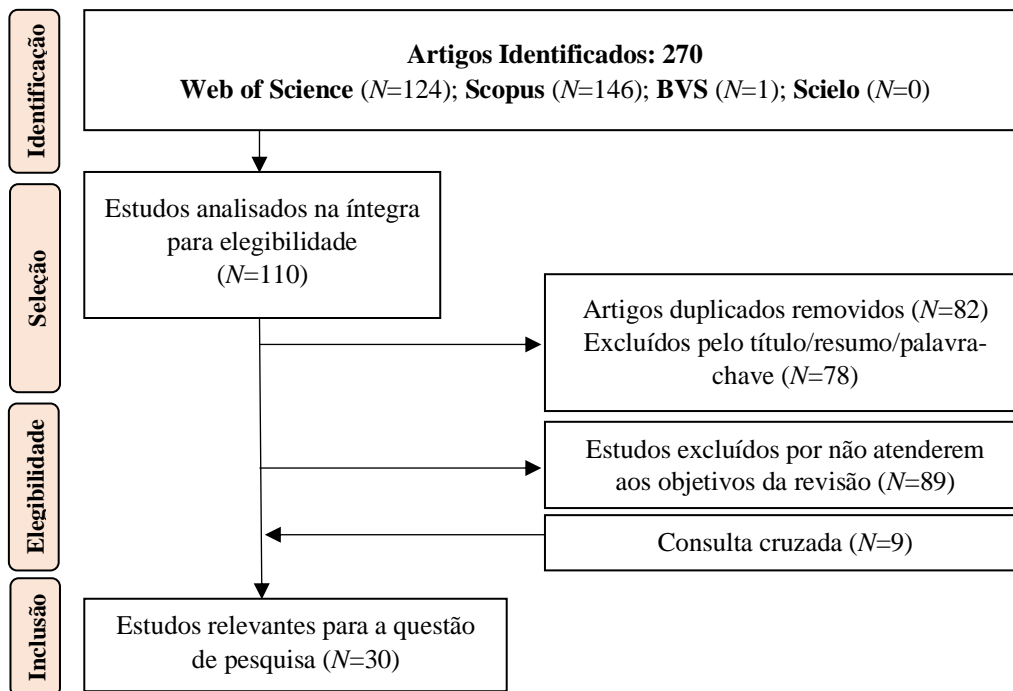 Identificação
Artigos Identificados: 270
Web of Science (N=124); Scopus (N=146); BVS (N=1); Scielo (N=0)
Seleção
Estudos analisados na íntegra
para elegibilidade
(N=110)
Artigos duplicados removidos (N=82)
Excluídos pelo título/resumo/palavra-
chave (N=78)
Elegibilidade
Estudos excluídos por não atenderem
aos objetivos da revisão (N=89)
Consulta cruzada (N=9)
Inclusão
Estudos relevantes para a questão
de pesquisa (N=30)